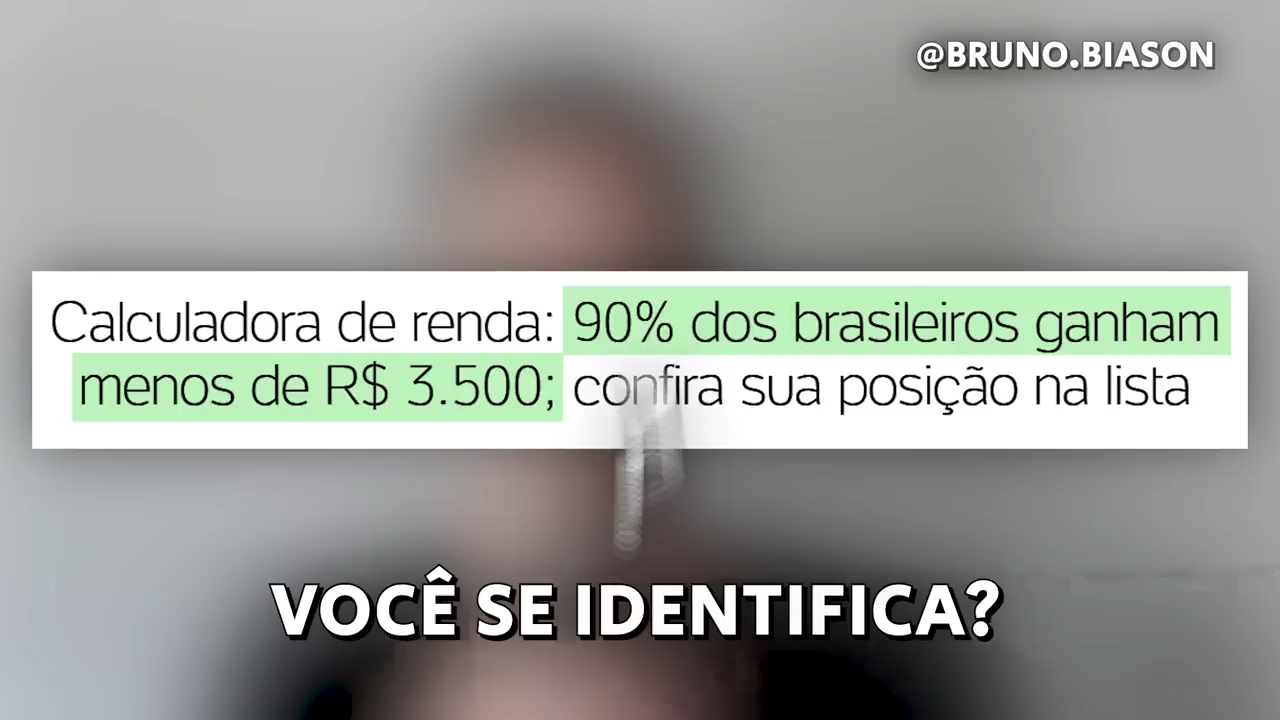 @BRUNO.BIASON
Calculadora de renda: 90% dos brasileiros ganham
menos de R$ 3.500; confira sua posição na lista
VOCÊ SE IDENTIFICA?